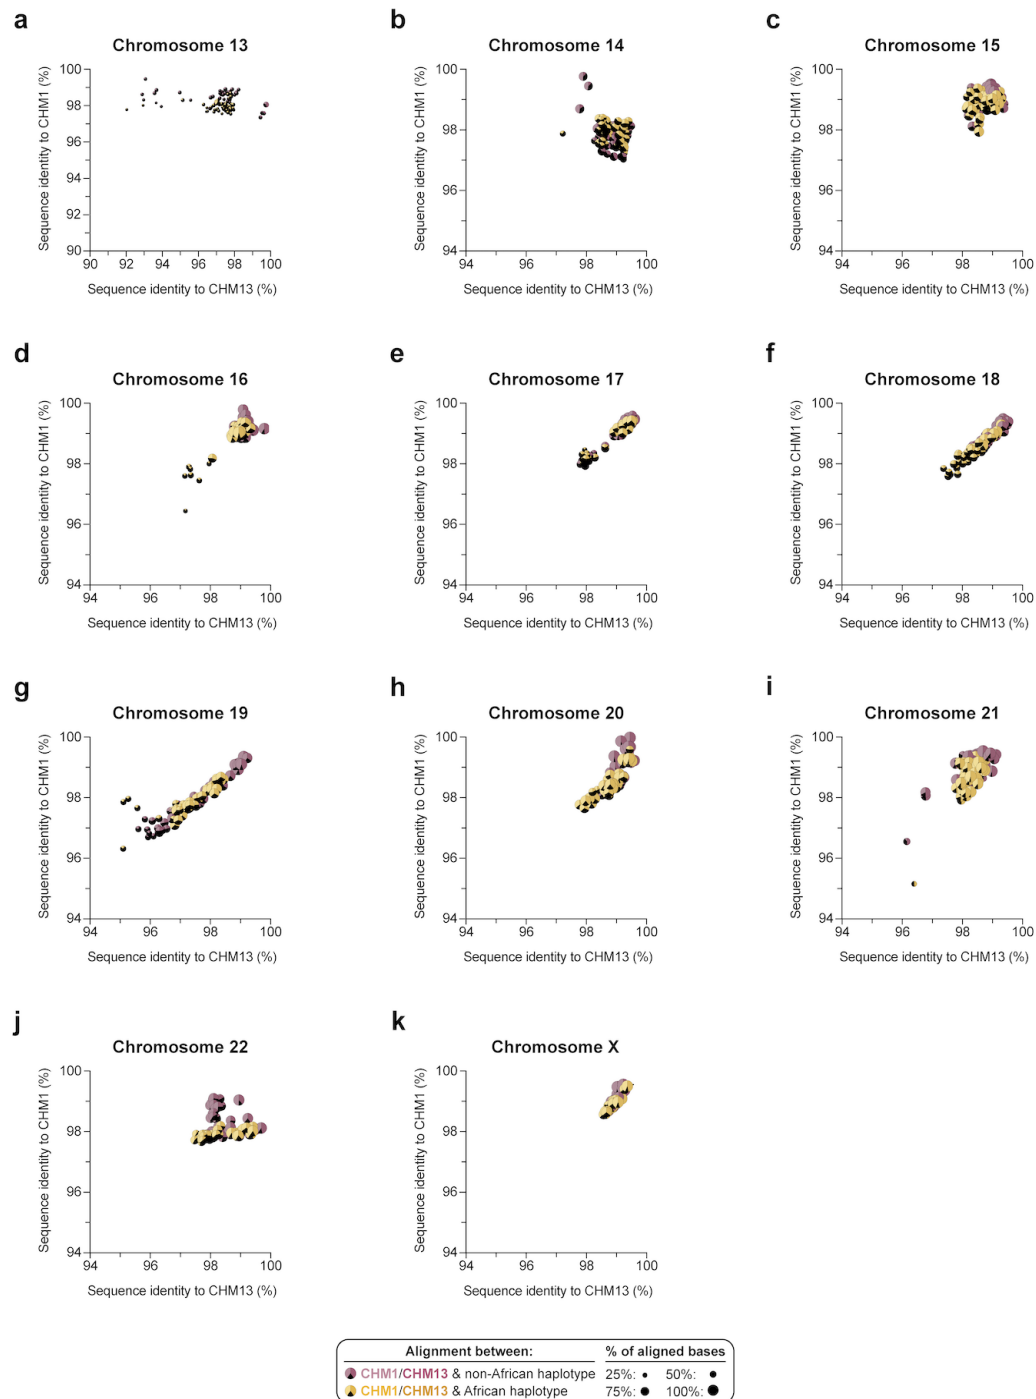 a
Chromosome 13
Sequence identity to CHM1 (%)
100
98
96
94
92
90
90 92 94 96 98 100
Sequence identity to CHM13 (%)
b
Chromosome 14
Sequence identity to CHM1 (%)
100
98
96
94
94 96 98 100
Sequence identity to CHM13 (%)
c
Chromosome 15
Sequence identity to CHM1 (%)
100
98
96
94
94 96 98 100
Sequence identity to CHM13 (%)
d
Chromosome 16
Sequence identity to CHM1 (%)
100
98
96
94
94 96 98 100
Sequence identity to CHM13 (%)
e
Chromosome 17
Sequence identity to CHM1 (%)
100
98
96
94
94 96 98 100
Sequence identity to CHM13 (%)
f
Chromosome 18
Sequence identity to CHM1 (%)
100
98
96
94
94 96 98 100
Sequence identity to CHM13 (%)
g
Chromosome 19
Sequence identity to CHM1 (%)
100
98
96
94
94 96 98 100
Sequence identity to CHM13 (%)
h
Chromosome 20
Sequence identity to CHM1 (%)
100
98
96
94
94 96 98 100
Sequence identity to CHM13 (%)
i
Chromosome 21
Sequence identity to CHM1 (%)
100
98
96
94
94 96 98 100
Sequence identity to CHM13 (%)
j
Chromosome 22
Sequence identity to CHM1 (%)
100
98
96
94
94 96 98 100
Sequence identity to CHM13 (%)
k
Chromosome X
Sequence identity to CHM1 (%)
100
98
96
94
94 96 98 100
Sequence identity to CHM13 (%)
Alignment between: % of aligned bases
CHM1/CHM13 & non-African haplotype 25%: 50%:
CHM1/CHM13 & African haplotype 75%: 100%: